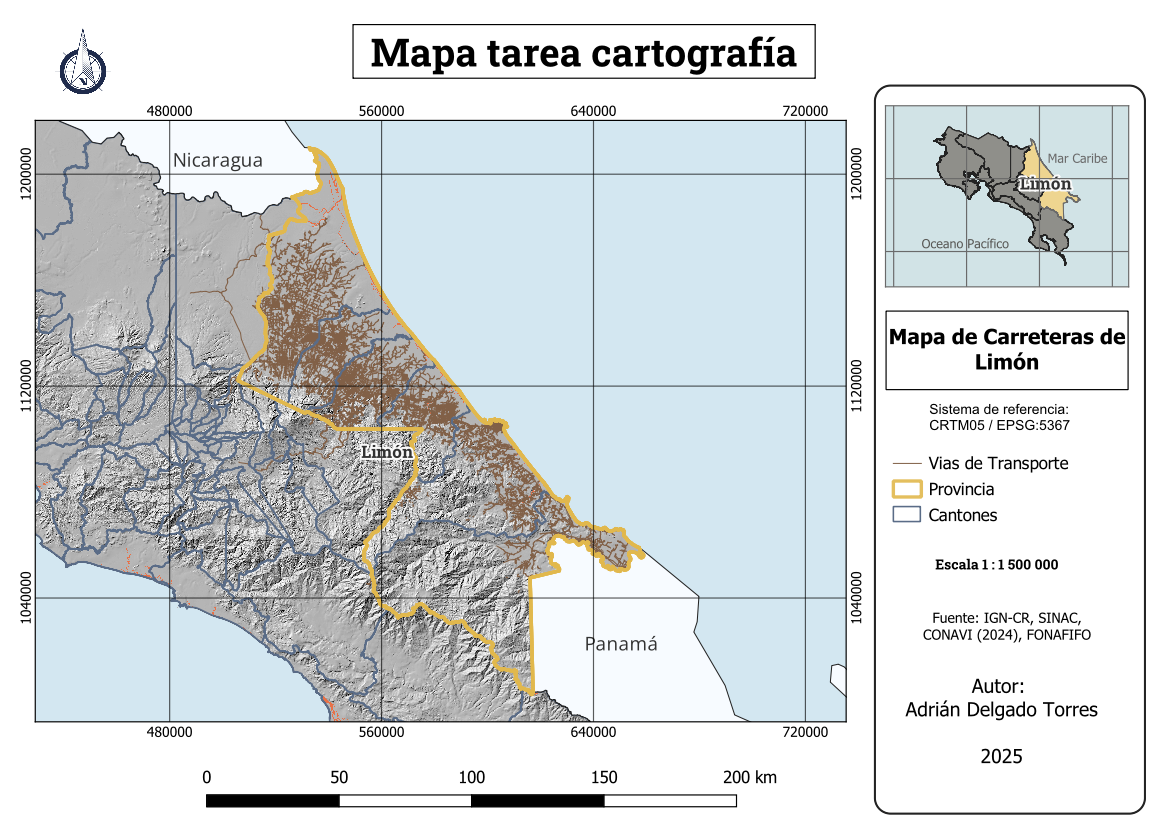 Mapa tarea cartografía
480000
560000
640000
720000
1200000
1120000
1040000
1200000
1120000
1040000
Nicaragua
Limón
Panamá
480000
560000
640000
720000
0
50
100
150
200 km
Mar Caribe
Limón
Oceano Pacífico
Mapa de Carreteras de
Limón
Sistema de referencia:
CRTM05 / EPSG:5367
Vias de Transporte
Provincia
Cantones
Escala 1 : 1 500 000
Fuente: IGN-CR, SINAC,
CONAVI (2024), FONAFIFO
Autor:
Adrián Delgado Torres
2025